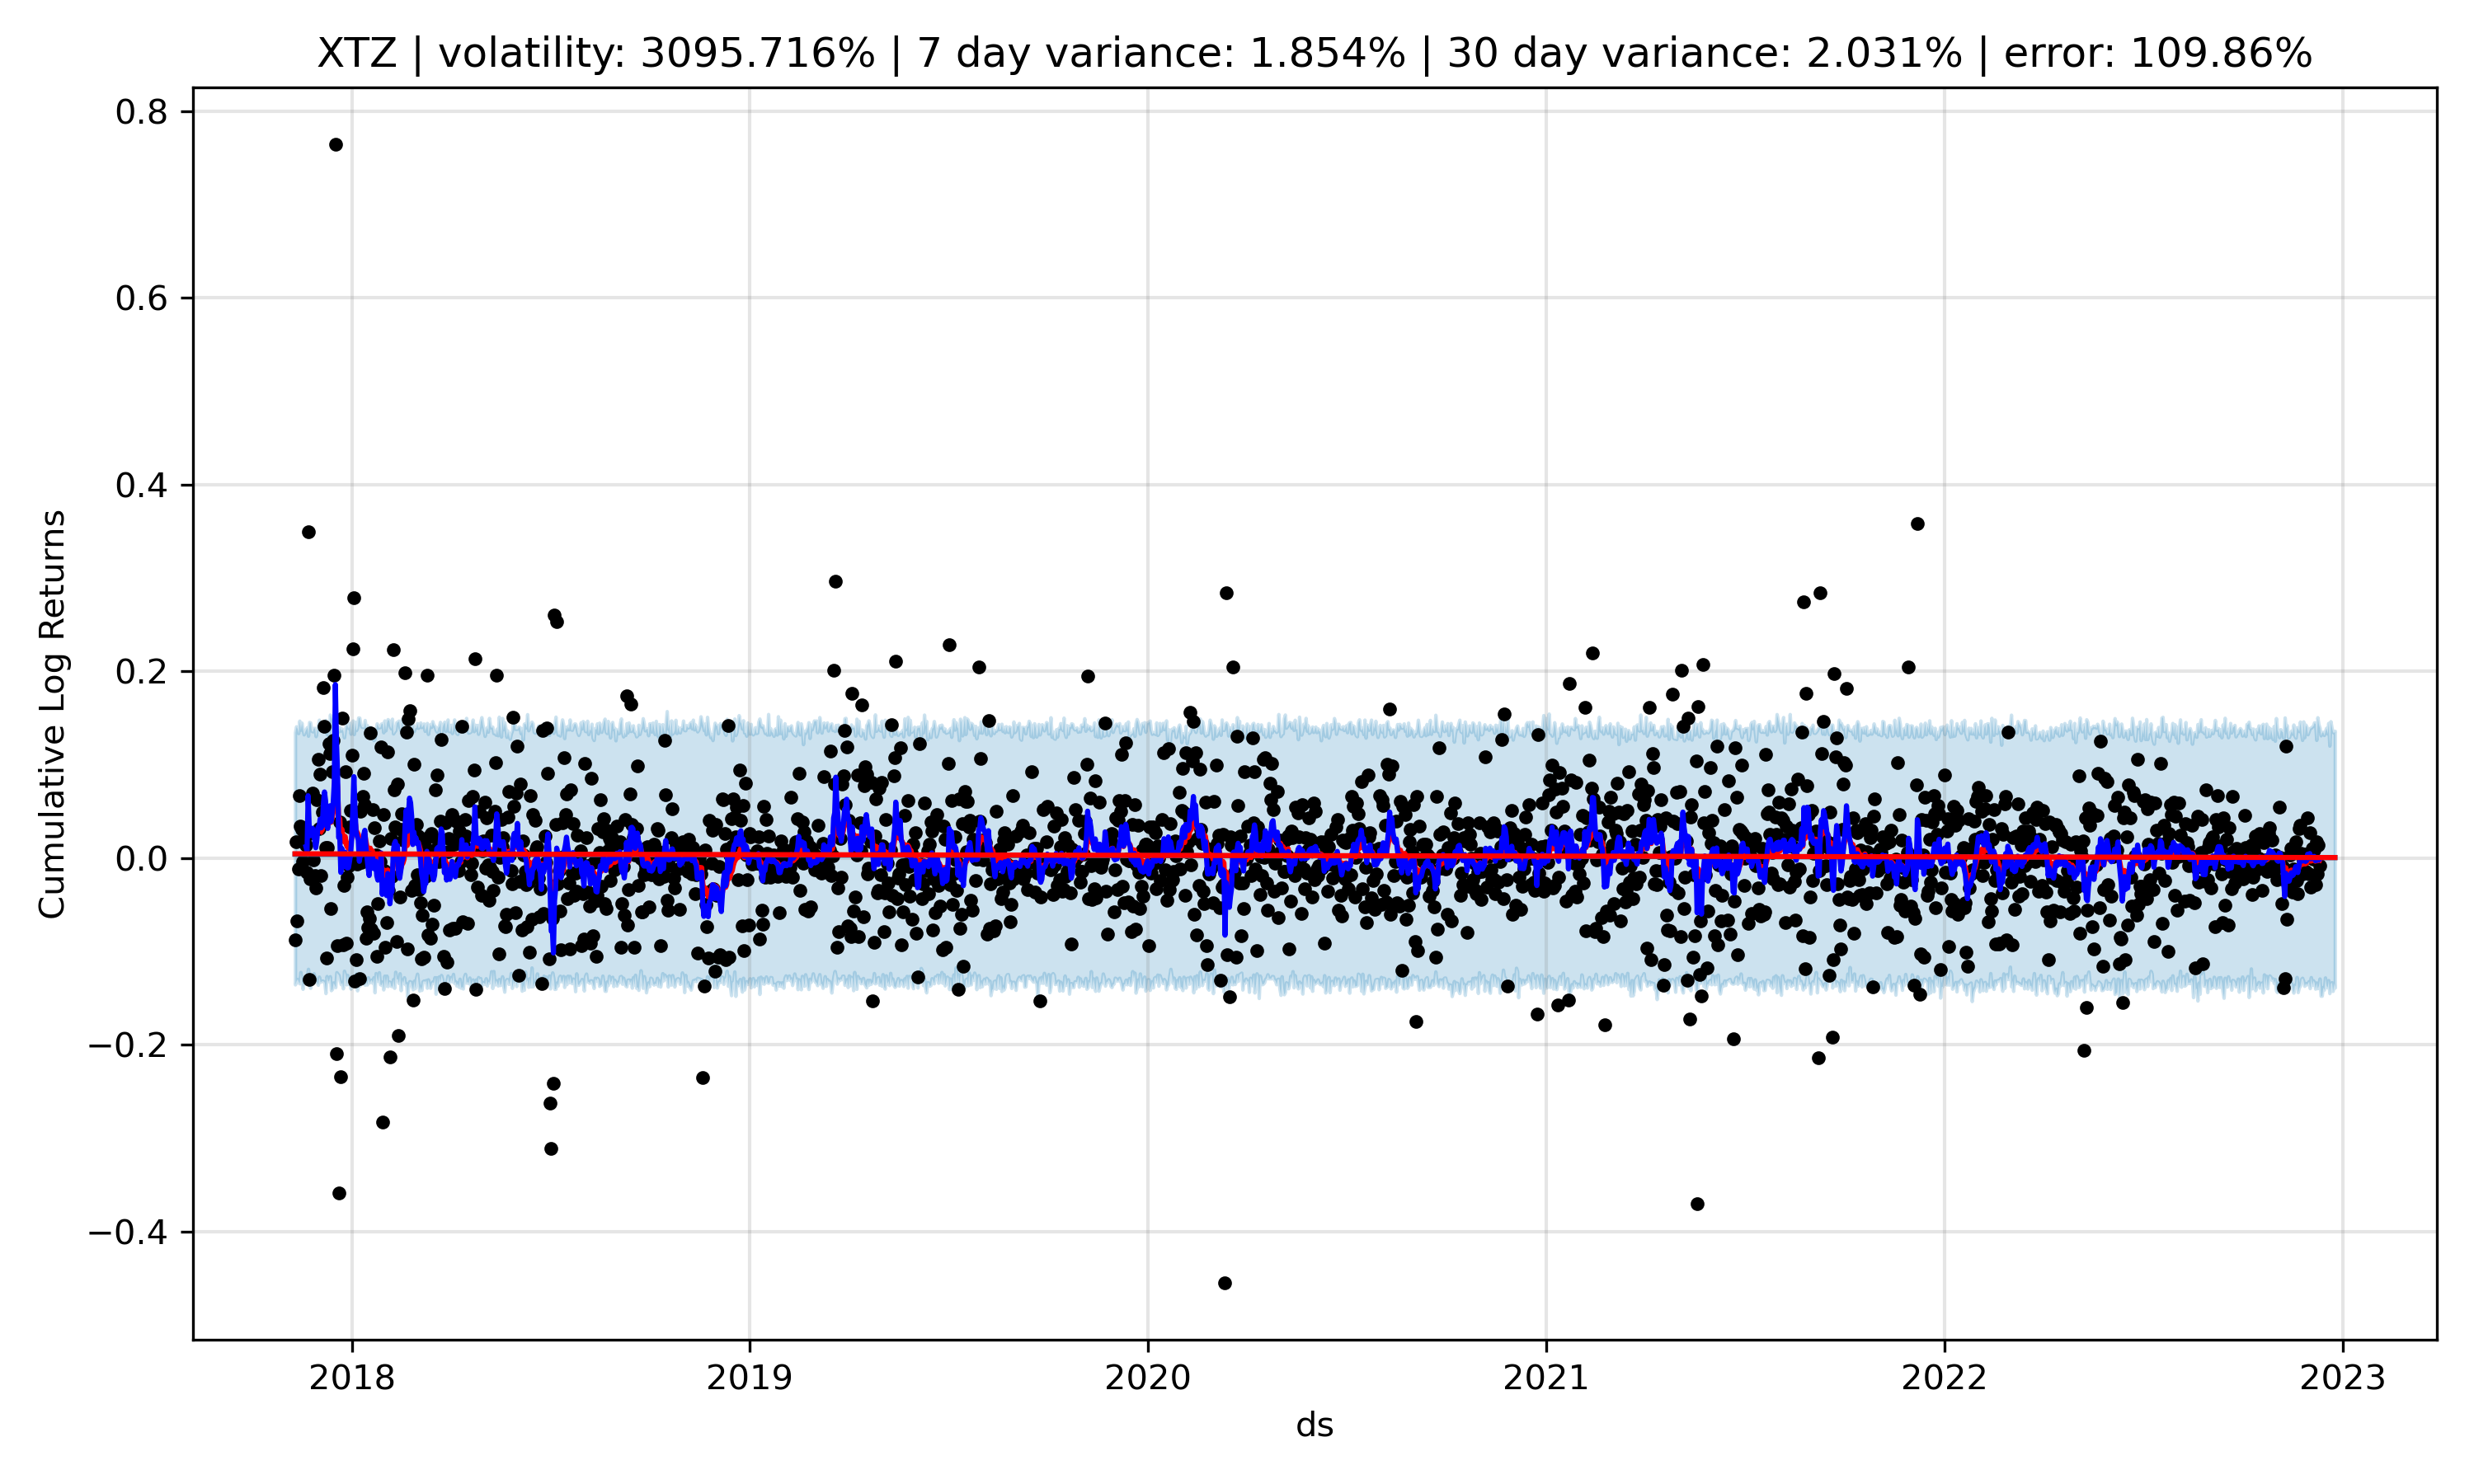 XTZ | volatility: 3095.716% | 7 day variance: 1.854% | 30 day variance: 2.031% | error: 109.86%
0.8
0.6
0.4
0.2
0.0
−0.2
−0.4
Cumulative Log Returns
2018 2019 2020 2021 2022 2023
ds